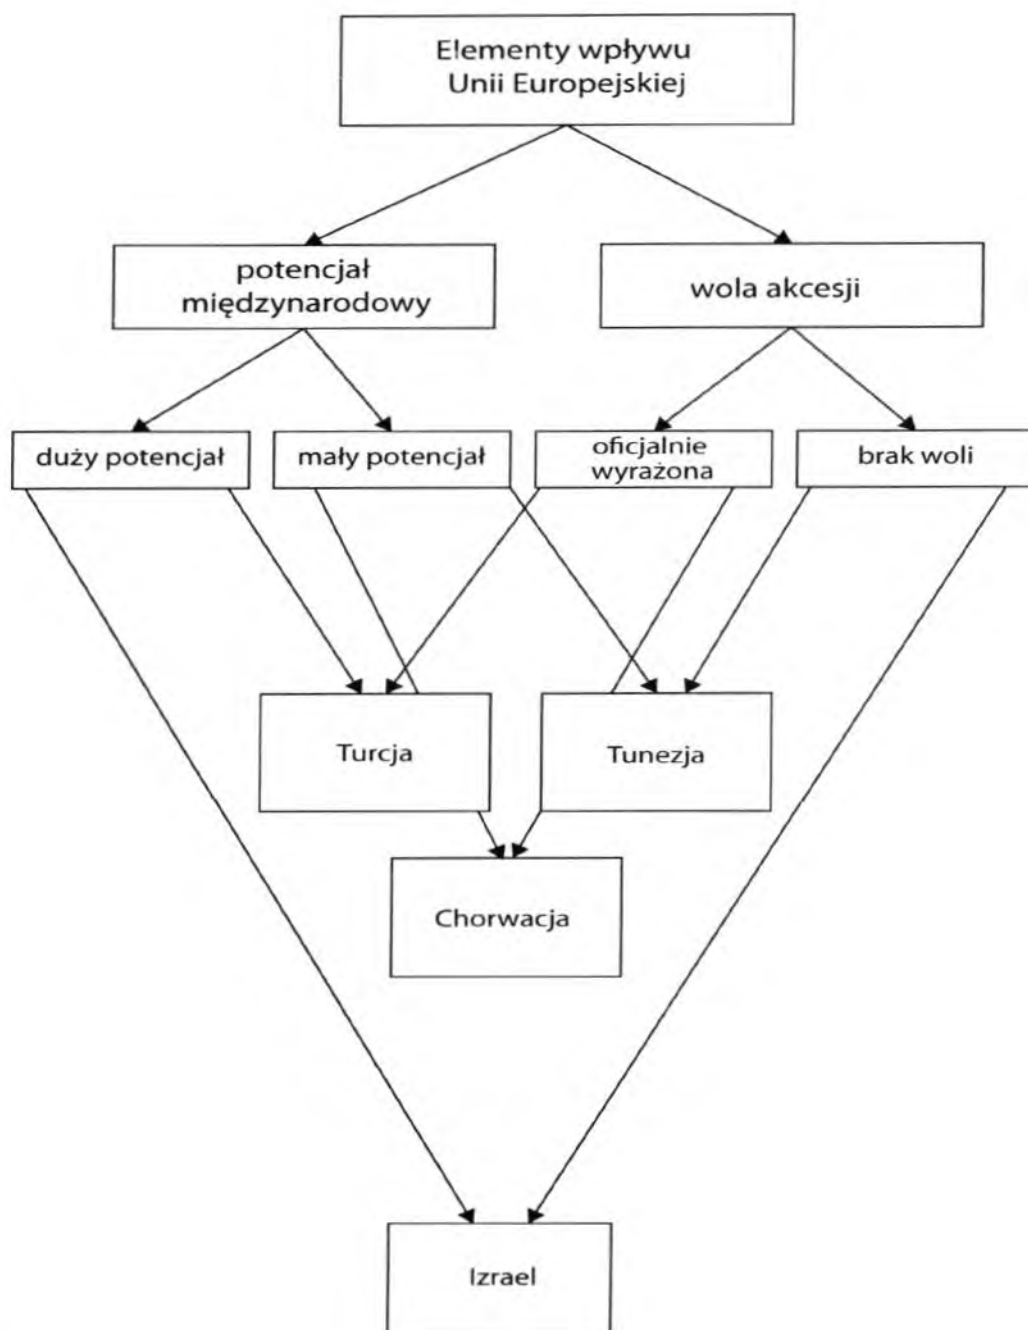 Elementy wpływu
Unii Europejskiej
potencjał
międzynarodowy
wola akcesji
duży potencjał
mały potencjał
oficjalnie
wyrażona
brak woli
Turcja
Tunezja
Chorwacja
Izrael